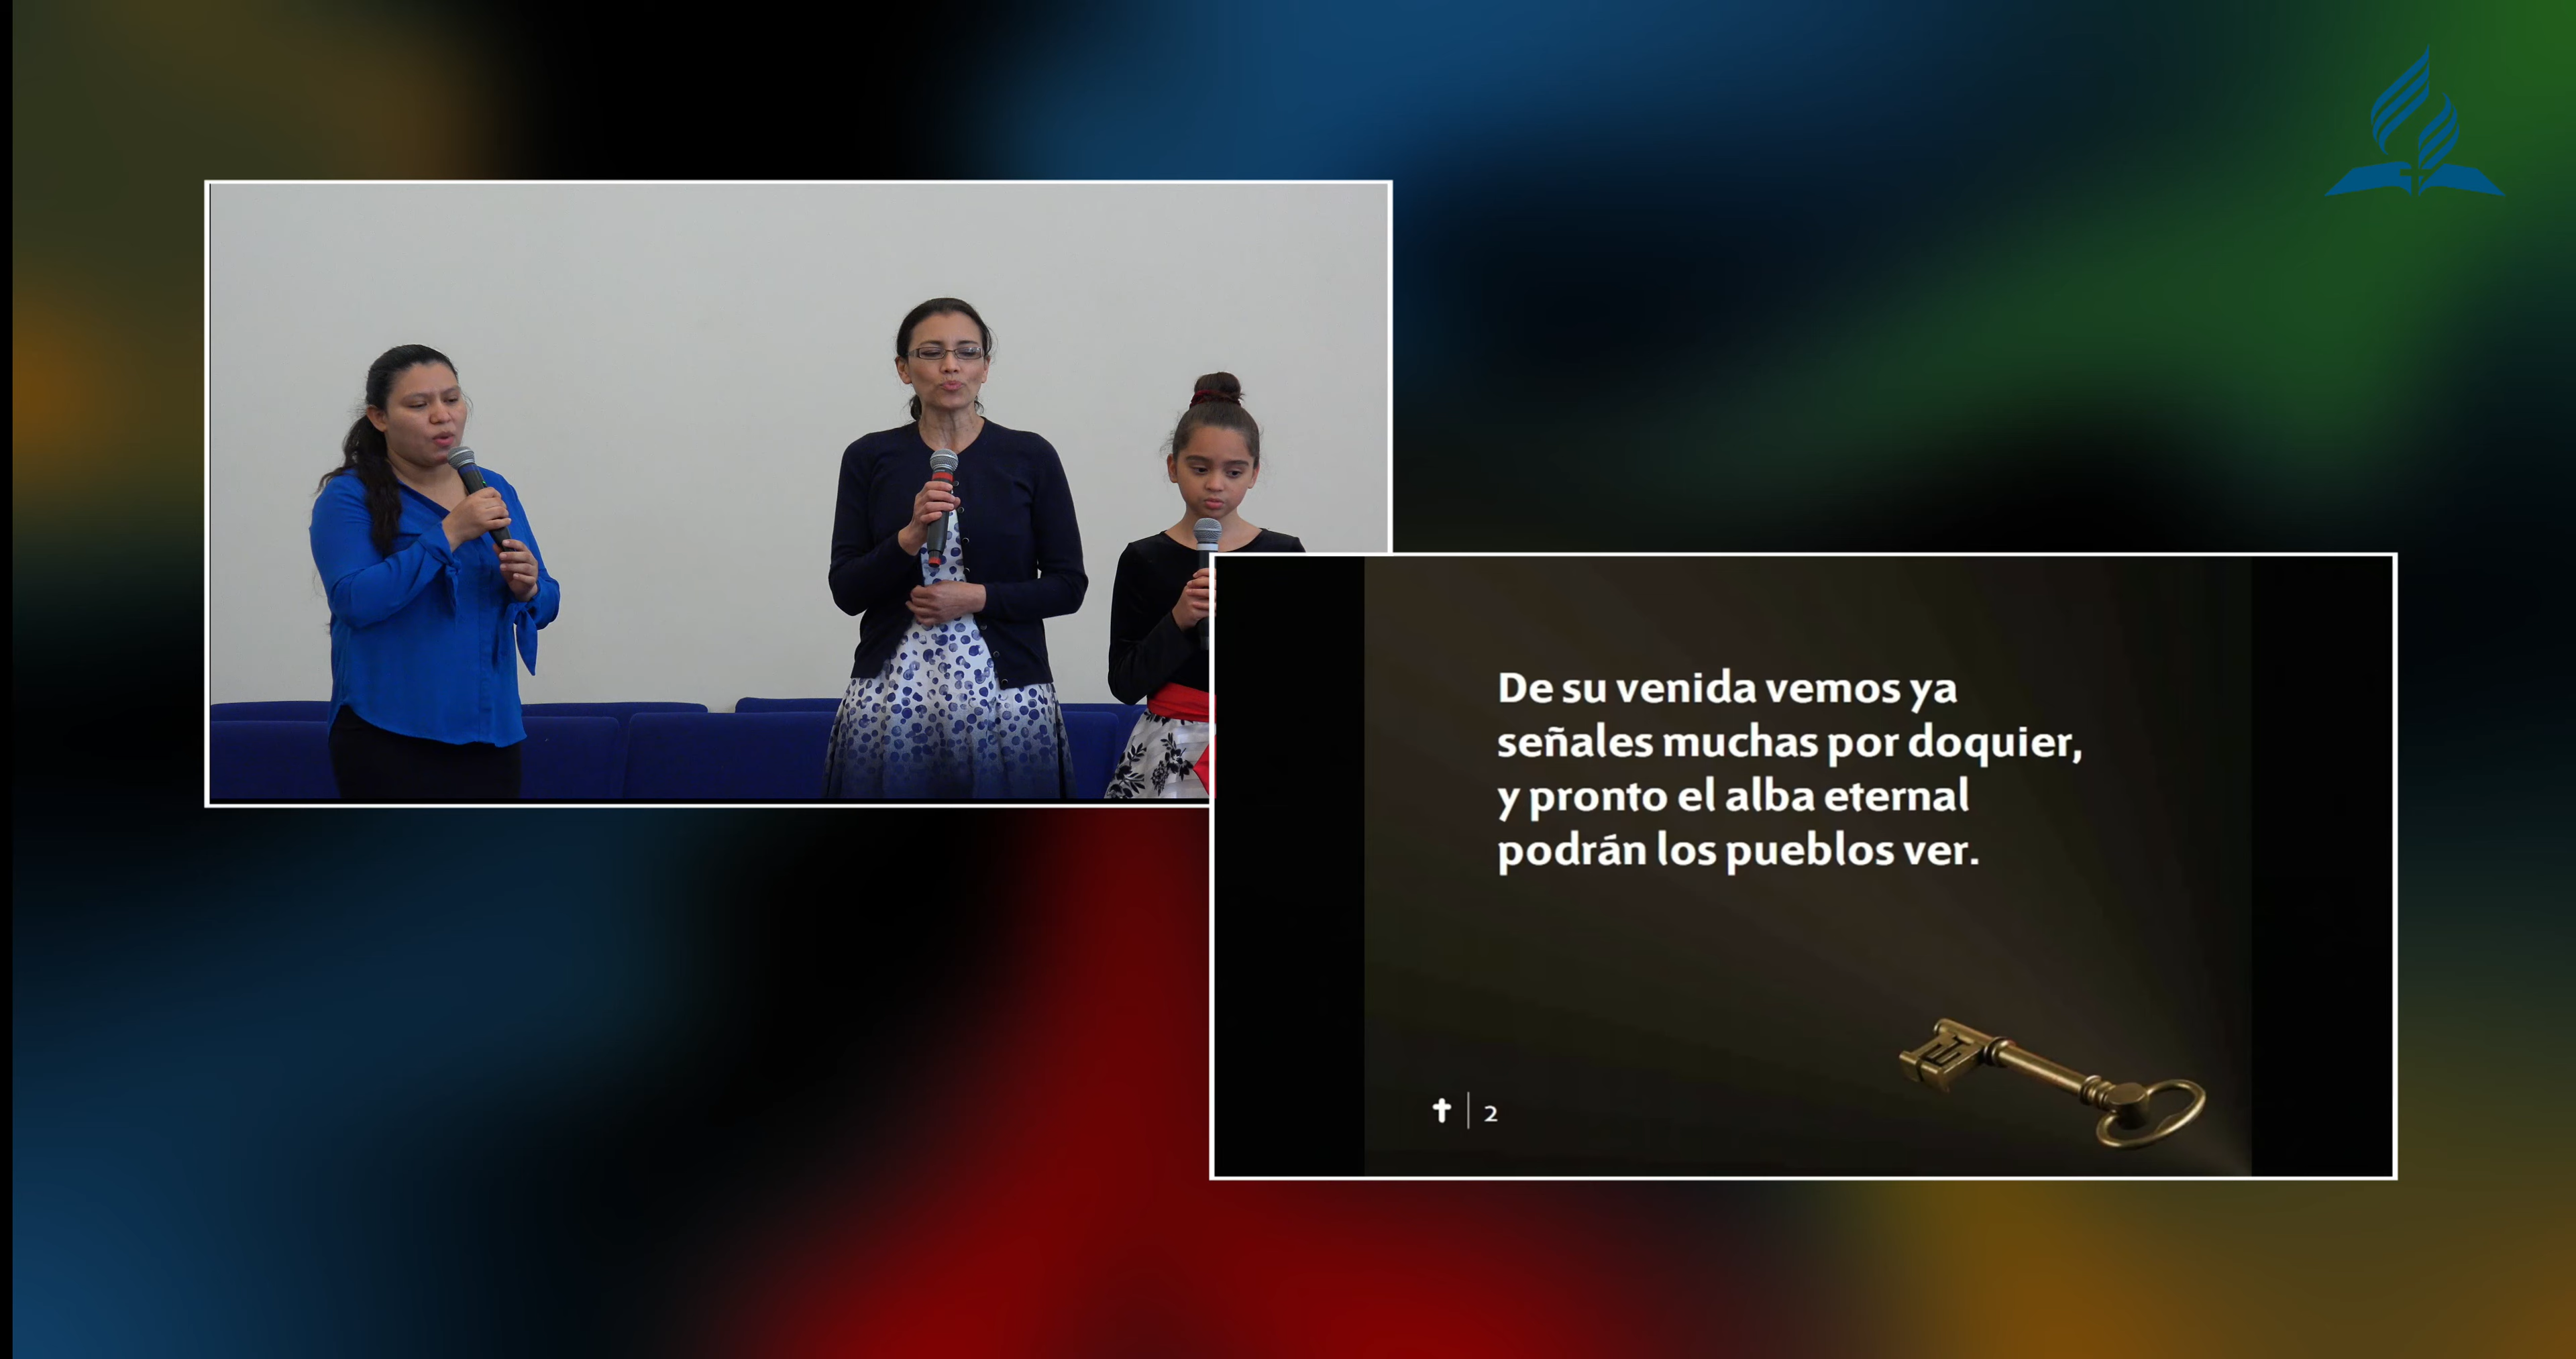 De su venida vemos ya
señales muchas por doquier,
y pronto el alba eternal
podrán los pueblos ver.
2